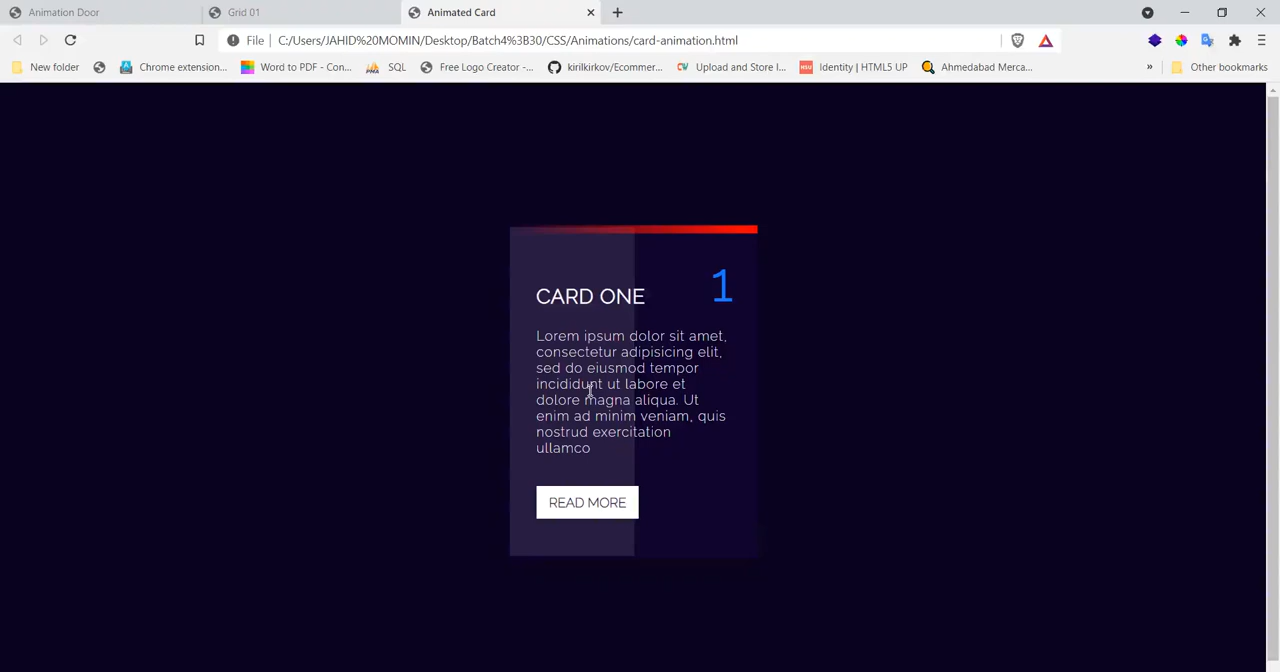 Animation Door
Grid 01
Animated Card
File
C:/Users/JAHID%20MOMIN/Desktop/Batch4%3B30/CSS/Animations/card-animation.html
New folder
Chrome extension...
Word to PDF - Con...
PMA
SQL
Free Logo Creator -...
kirilkirkov/Ecommer...
CV
Upload and Store I...
HSU
Identity | HTML5 UP
Ahmedabad Merca...
»
Other bookmarks
1
CARD ONE
Lorem ipsum dolor sit amet,
consectetur adipisicing elit,
sed do eiusmod tempor
incididunt ut labore et
dolore magna aliqua. Ut
enim ad minim veniam, quis
nostrud exercitation
ullamco
READ MORE